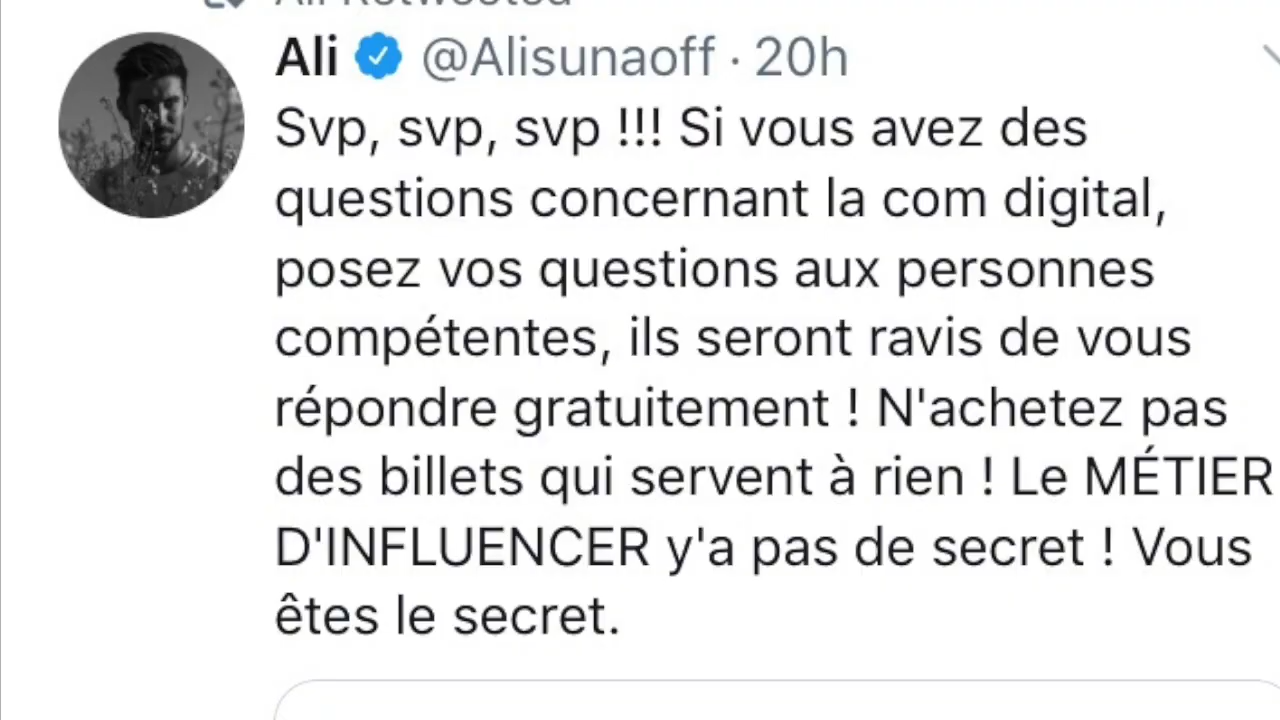 Ali Retweeted
Ali @Alisunaoff · 20h
Svp, svp, svp !!! Si vous avez des
questions concernant la com digital,
posez vos questions aux personnes
compétentes, ils seront ravis de vous
répondre gratuitement ! N'achetez pas
des billets qui servent à rien ! Le MÉTIER
D'INFLUENCER y'a pas de secret ! Vous
êtes le secret.